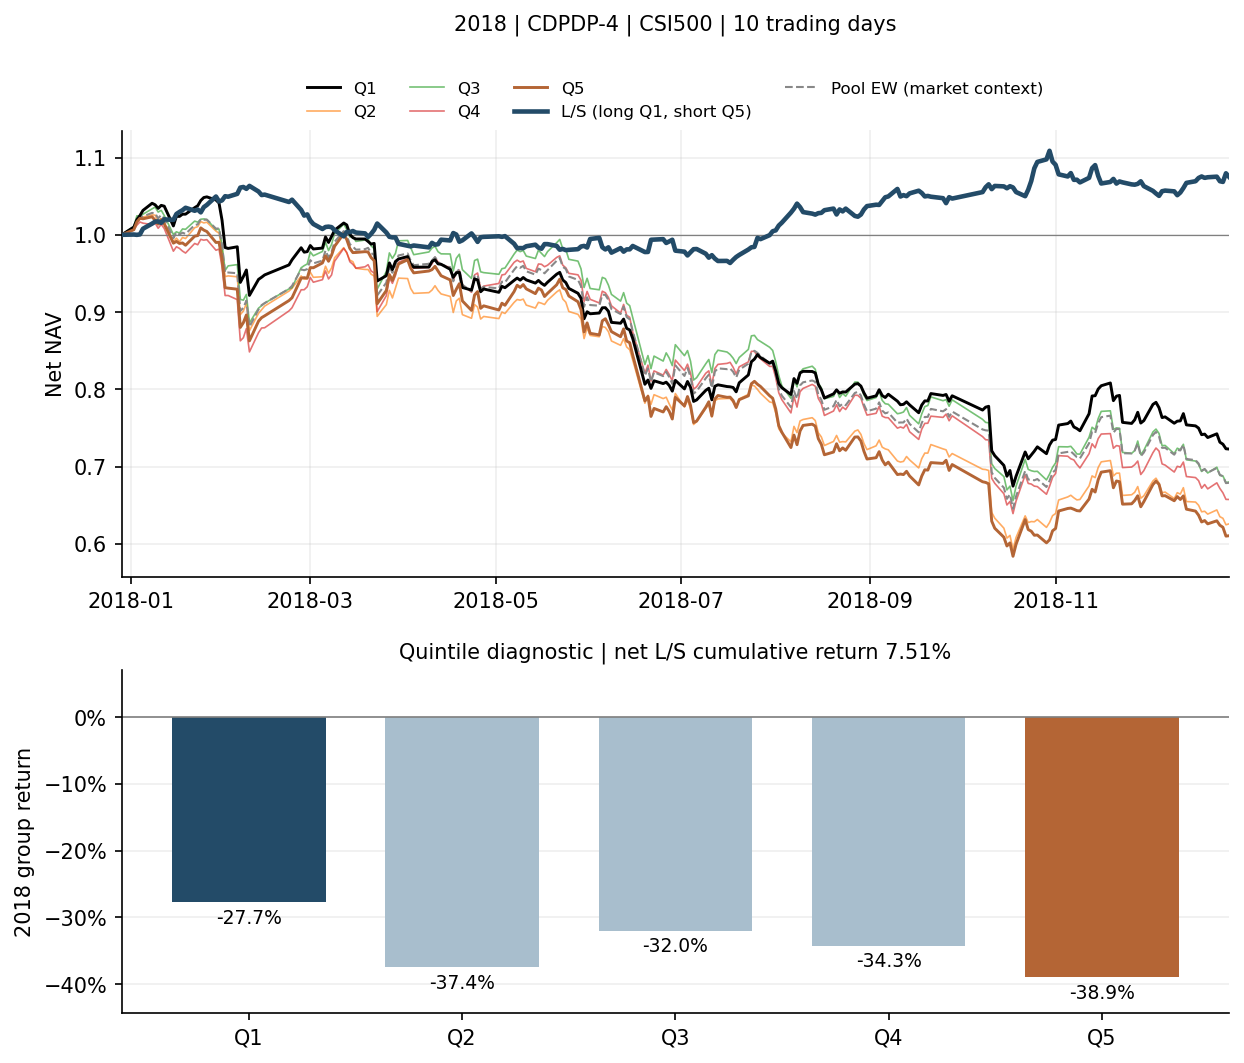 2018 | CDPDP-4 | CSI500 | 10 trading days
Q1 Q3 Q5 Pool EW (market context)
Q2 Q4 L/S (long Q1, short Q5)
Net NAV
1.1
1.0
0.9
0.8
0.7
0.6
2018-01 2018-03 2018-05 2018-07 2018-09 2018-11
Quintile diagnostic | net L/S cumulative return 7.51%
2018 group return
0%
−10%
−20%
−30%
−40%
-27.7%
-37.4%
-32.0%
-34.3%
-38.9%
Q1 Q2 Q3 Q4 Q5